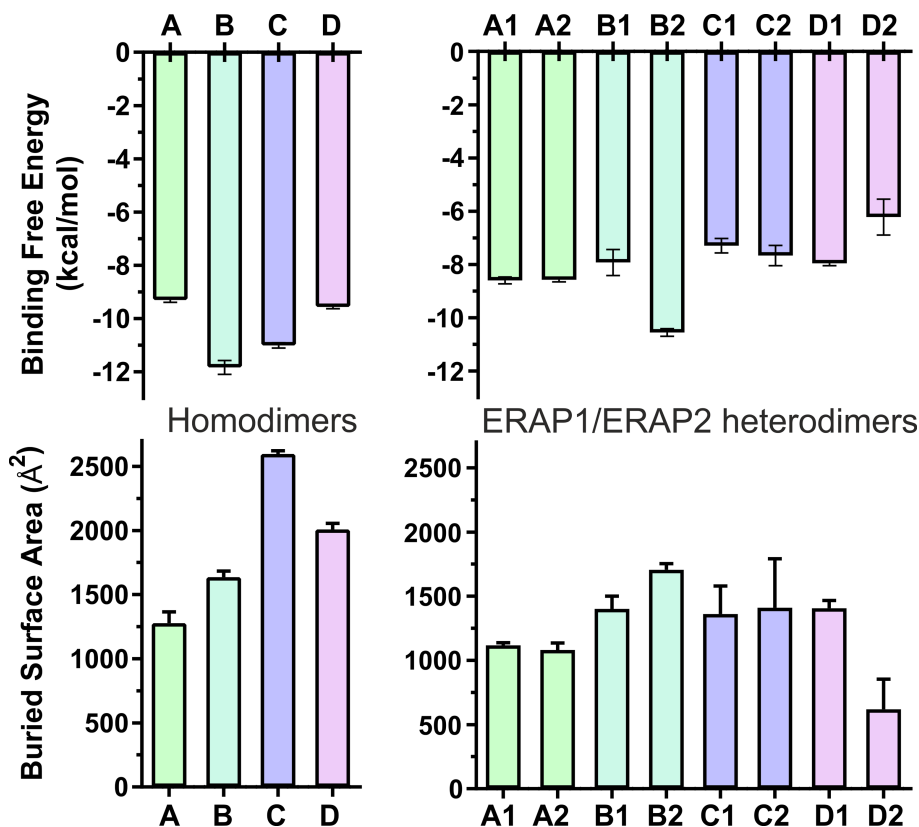 A B C D
A1 A2 B1 B2 C1 C2 D1 D2
Binding Free Energy
(kcal/mol)
0
-2
-4
-6
-8
-10
-12
0
-2
-4
-6
-8
-10
-12
Homodimers
ERAP1/ERAP2 heterodimers
Buried Surface Area (Å²)
2500
2000
1500
1000
500
0
2500
2000
1500
1000
500
0
A B C D
A1 A2 B1 B2 C1 C2 D1 D2